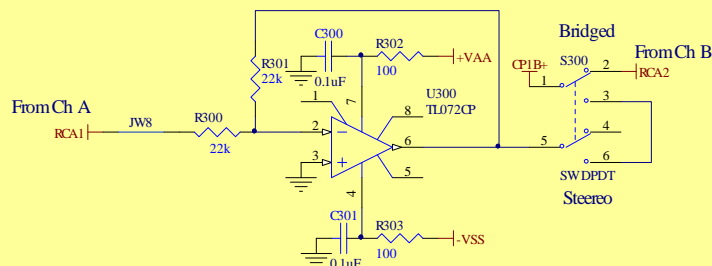 Bridged
C300
R302
+VAA
100
0.1uF
R301
22k
S300
2
From Ch B
CP1B+
1
RCA2
U300
TL072CP
1
7
8
3
From Ch A
RCA1
JW8
R300
22k
2
6
5
4
3
5
6
4
SWDPDT
Steereo
C301
R303
-VSS
0.1uF
100